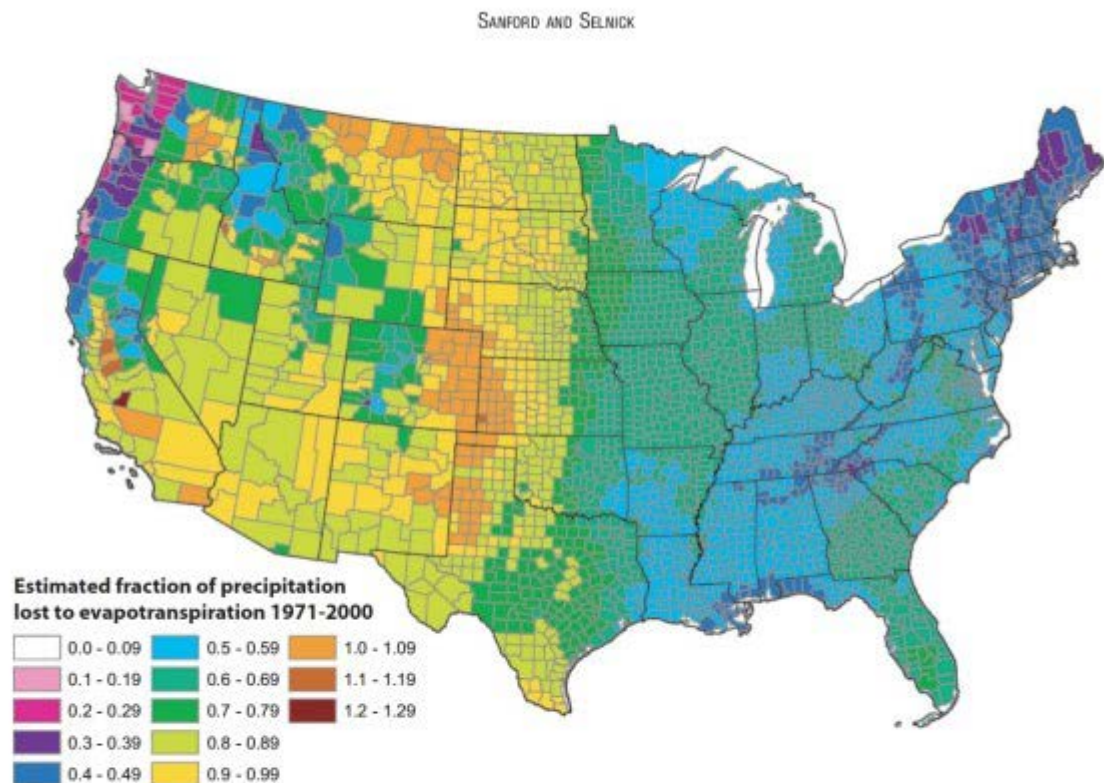 SANFORD AND SELNICK
Estimated fraction of precipitation
lost to evapotranspiration 1971-2000
0.0 - 0.09
0.1 - 0.19
0.2 - 0.29
0.3 - 0.39
0.4 - 0.49
0.5 - 0.59
0.6 - 0.69
0.7 - 0.79
0.8 - 0.89
0.9 - 0.99
1.0 - 1.09
1.1 - 1.19
1.2 - 1.29